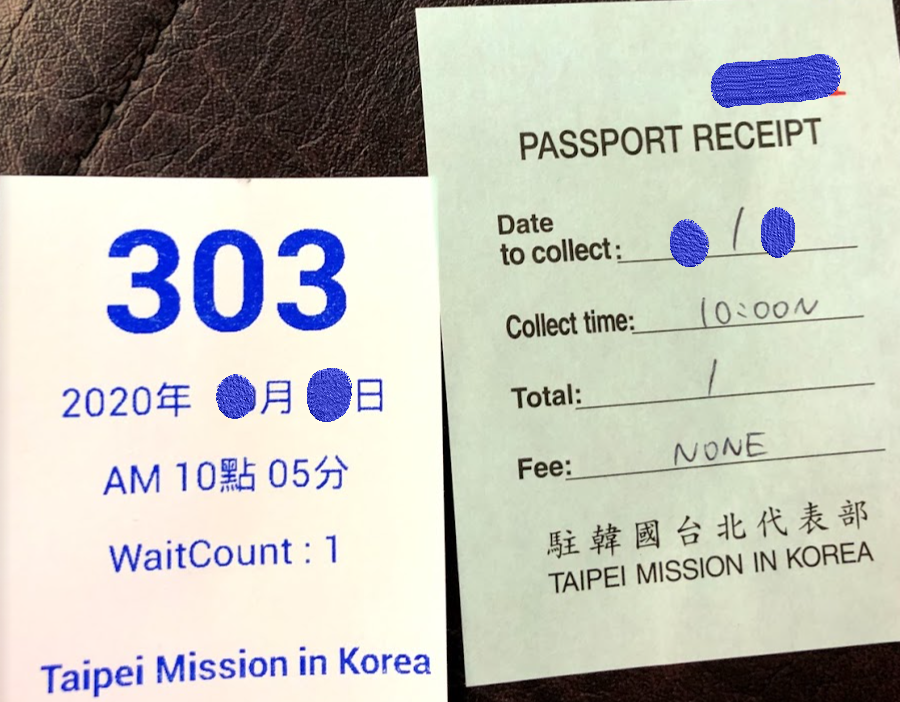 303
2020年 月 日
AM 10點 05分
WaitCount : 1
Taipei Mission in Korea
PASSPORT RECEIPT
Date
to collect: /
Collect time: 10:00N
Total: 1
Fee: NONE
駐韓國台北代表部
TAIPEI MISSION IN KOREA